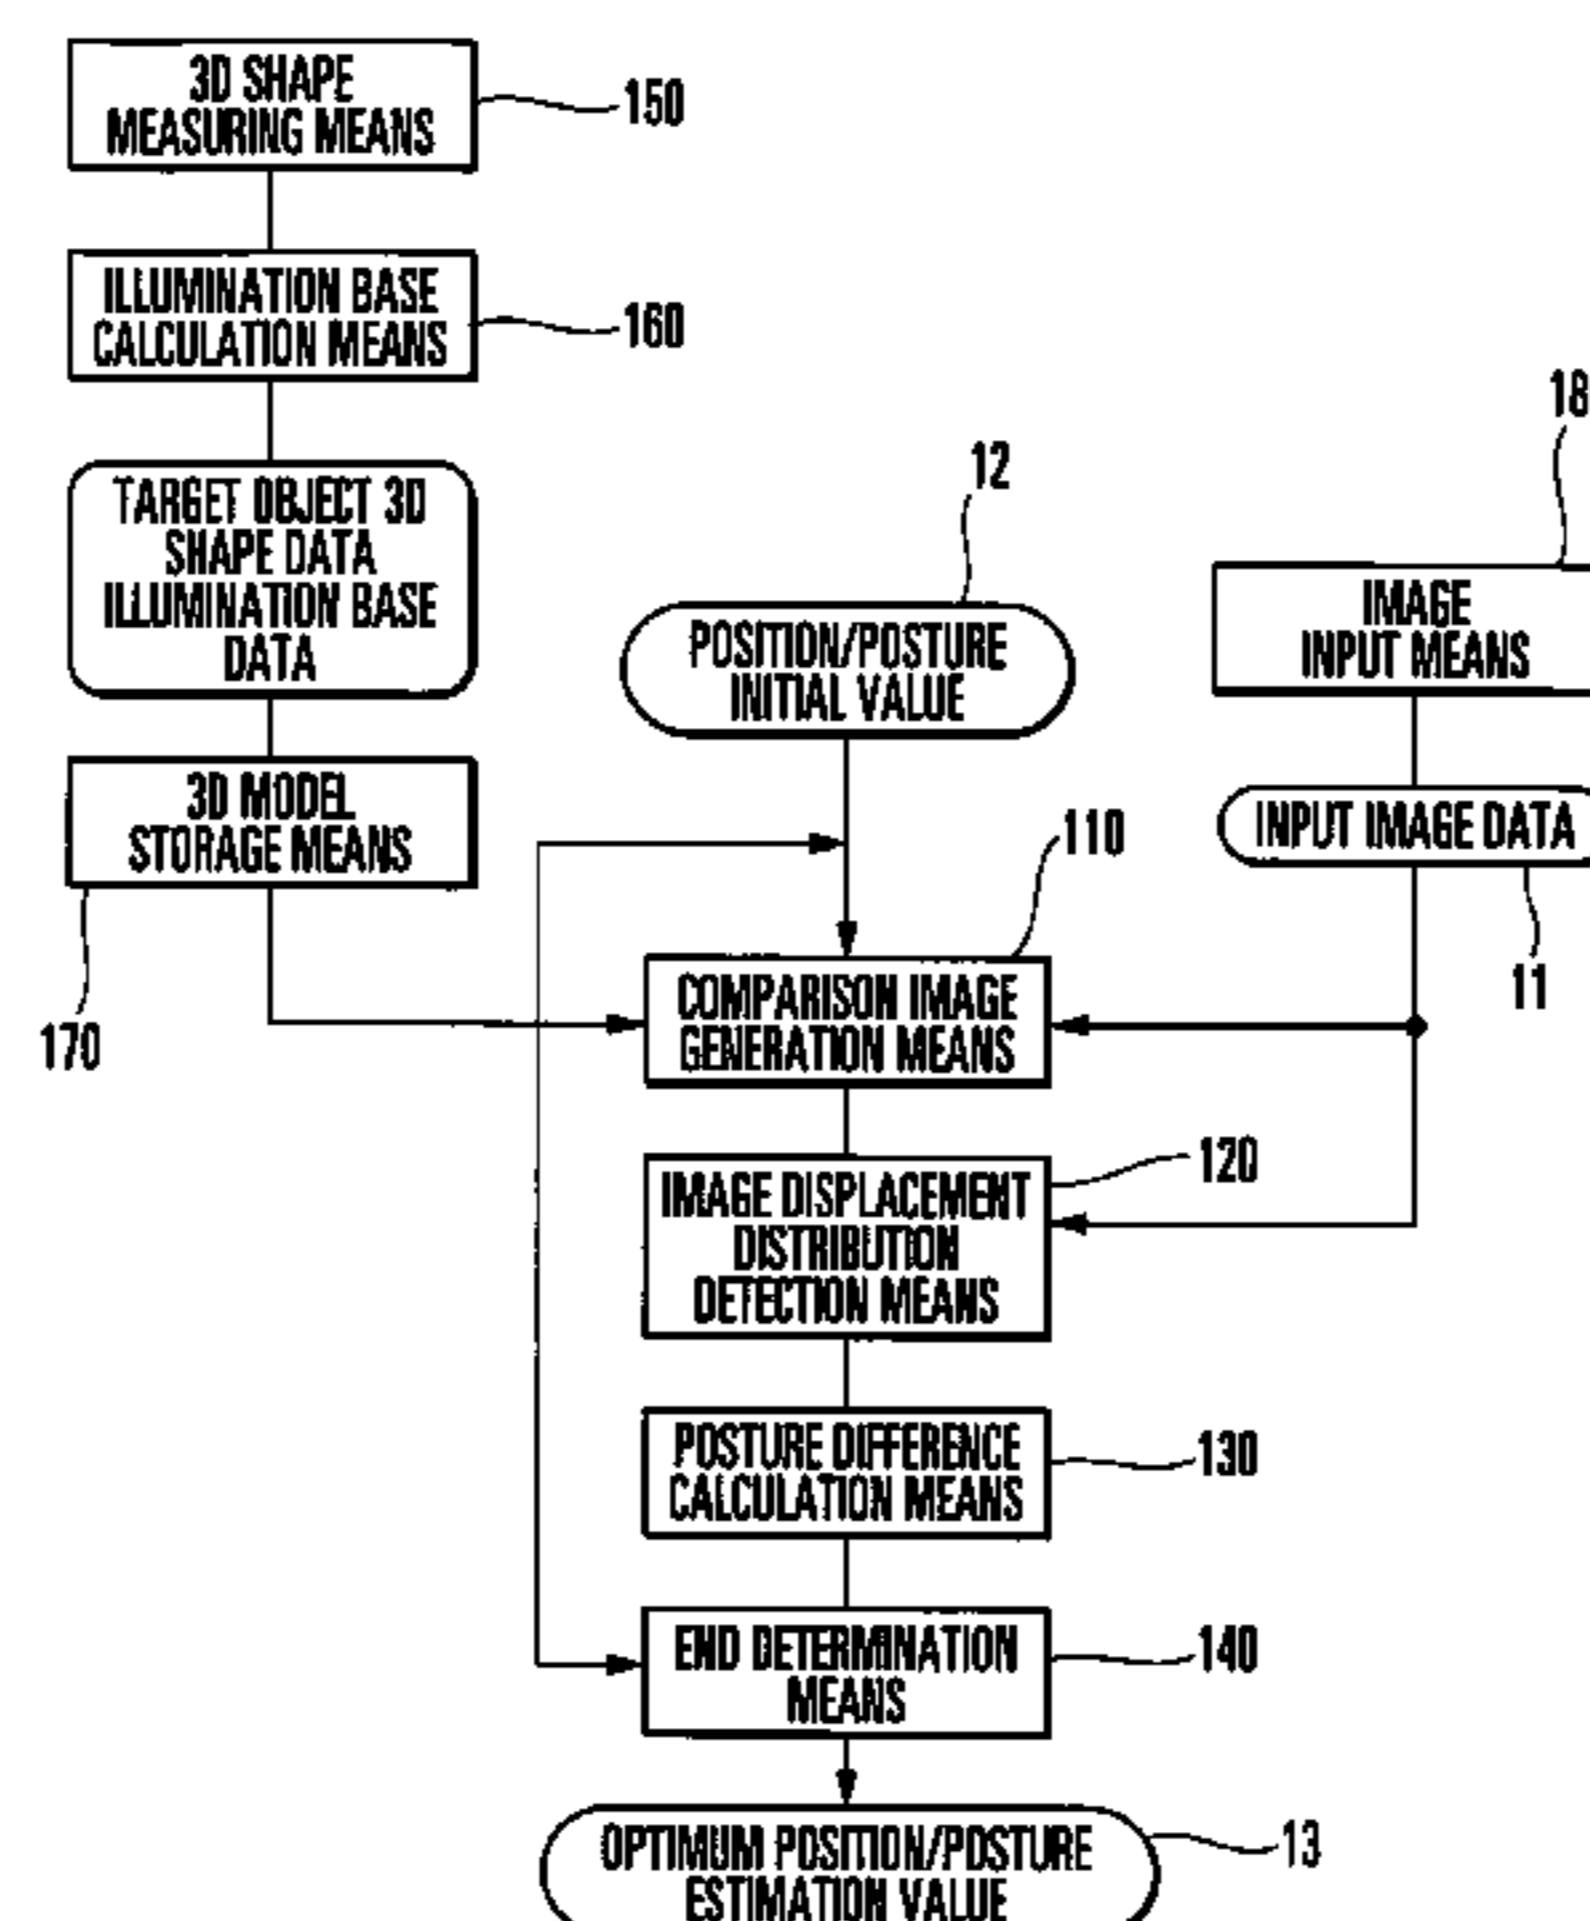 3D SHAPE
MEASURING MEANS
150
ILLUMINATION BASE
CALCULATION MEANS
160
TARGET OBJECT 3D
SHAPE DATA
ILLUMINATION BASE
DATA
3D MODEL
STORAGE MEANS
170
12
POSITION/POSTURE
INITIAL VALUE
18
IMAGE
INPUT MEANS
INPUT IMAGE DATA
11
110
COMPARISON IMAGE
GENERATION MEANS
120
IMAGE DISPLACEMENT
DISTRIBUTION
DETECTION MEANS
POSTURE DIFFERENCE
CALCULATION MEANS
130
END DETERMINATION
MEANS
140
OPTIMUM POSITION/POSTURE
ESTIMATION VALUE
13